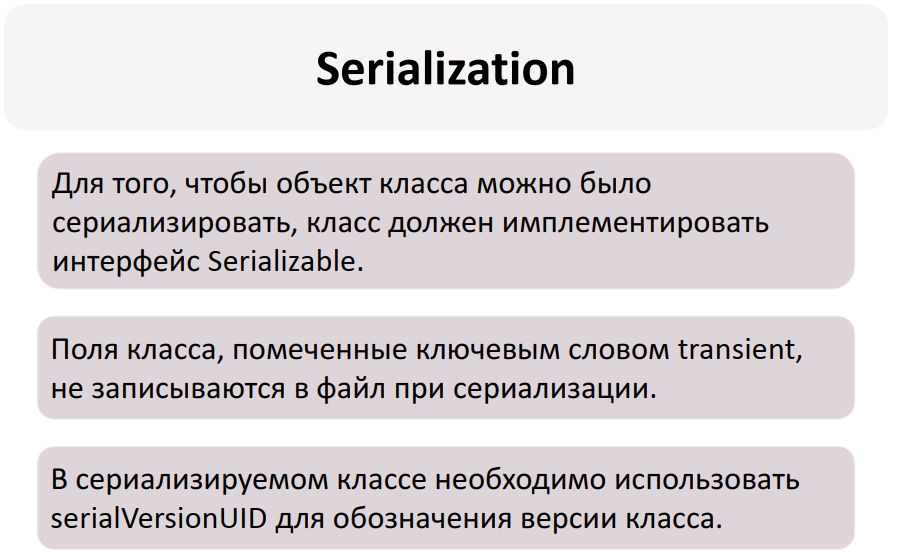 Serialization
Для того, чтобы объект класса можно было
сериализировать, класс должен имплементировать
интерфейс Serializable.
Поля класса, помеченные ключевым словом transient,
не записываются в файл при сериализации.
В сериализируемом классе необходимо использовать
serialVersionUID для обозначения версии класса.